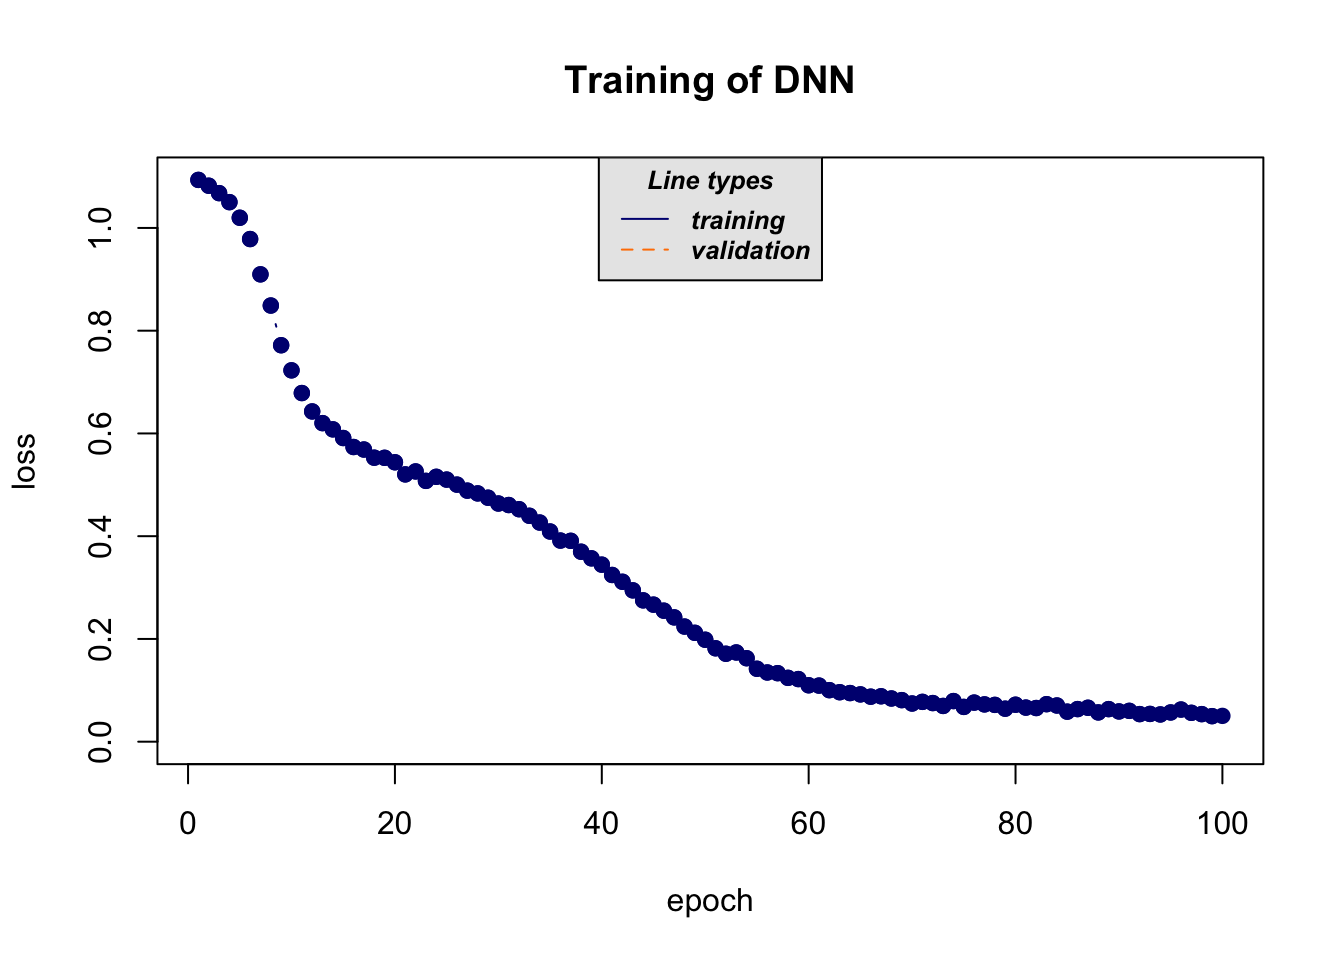 Training of DNN
Line types
training
validation
loss
1.0
0.8
0.6
0.4
0.2
0.0
0 20 40 60 80 100
epoch